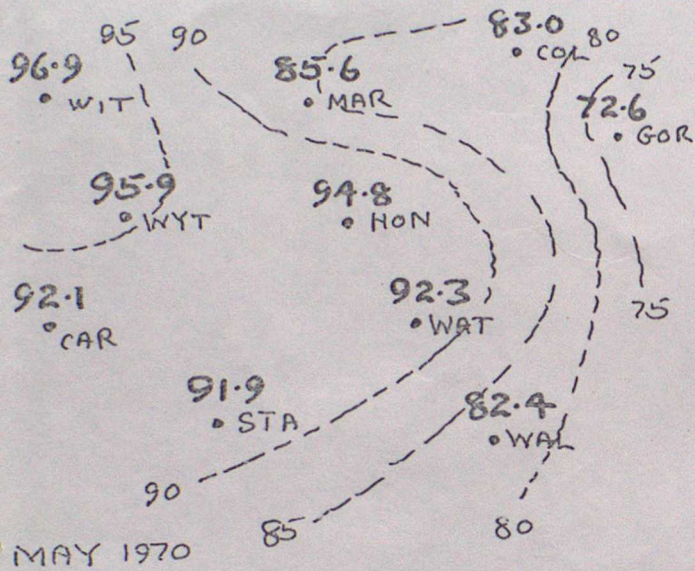 83.0
95 90
COL 80
96.9
85.6
75
WIT
MAR
72.6
GOR
95.9
94.8
WYT
HON
92.1
92.3
75
CAR
WAT
91.9
82.4
STA
WAL
90
85
80
MAY 1970